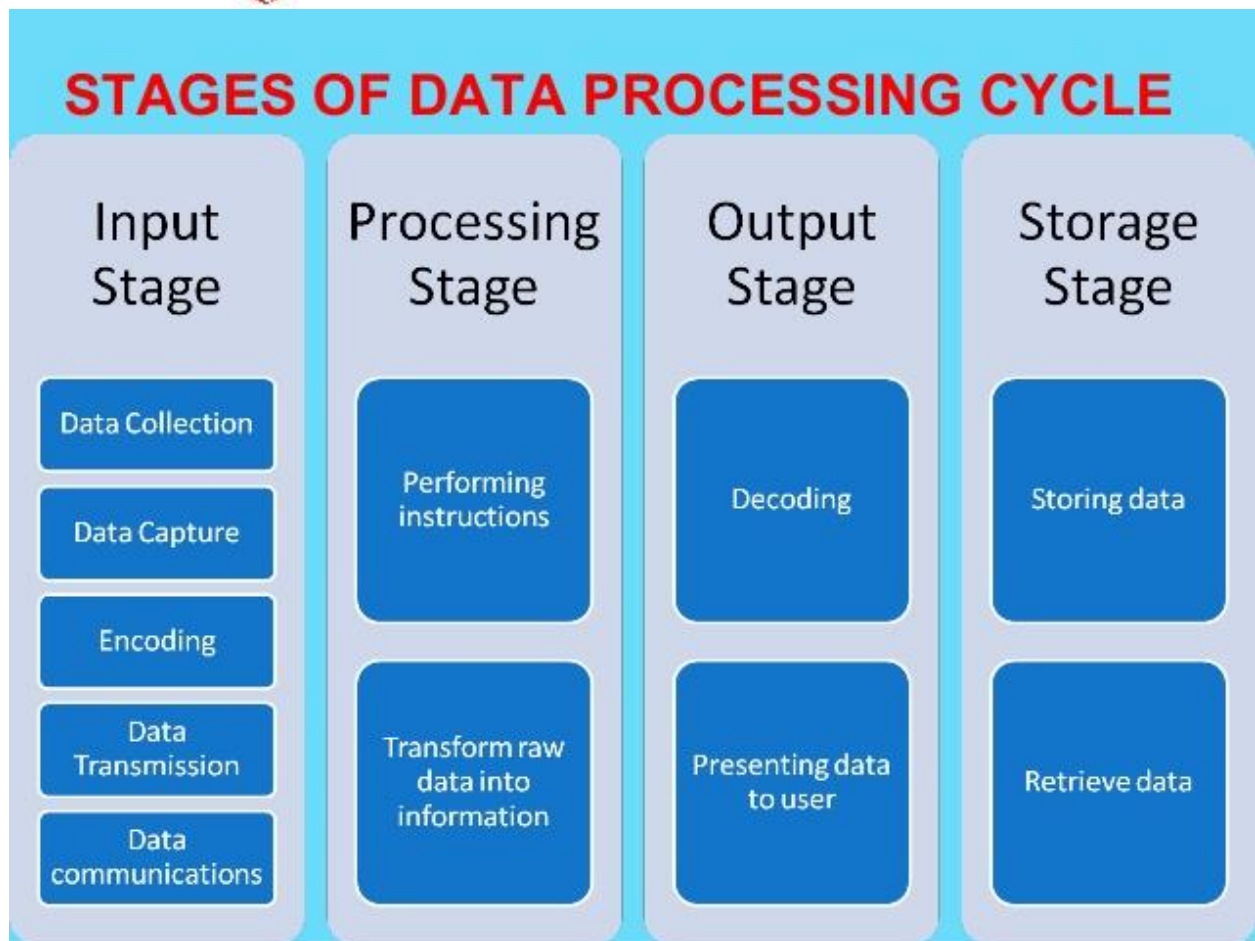 STAGES OF DATA PROCESSING CYCLE
Input
Stage
Data Collection
Data Capture
Encoding
Data
Transmission
Data
communications
Processing
Stage
Performing
instructions
Transform raw
data into
information
Output
Stage
Decoding
Presenting data
to user
Storage
Stage
Storing data
Retrieve data